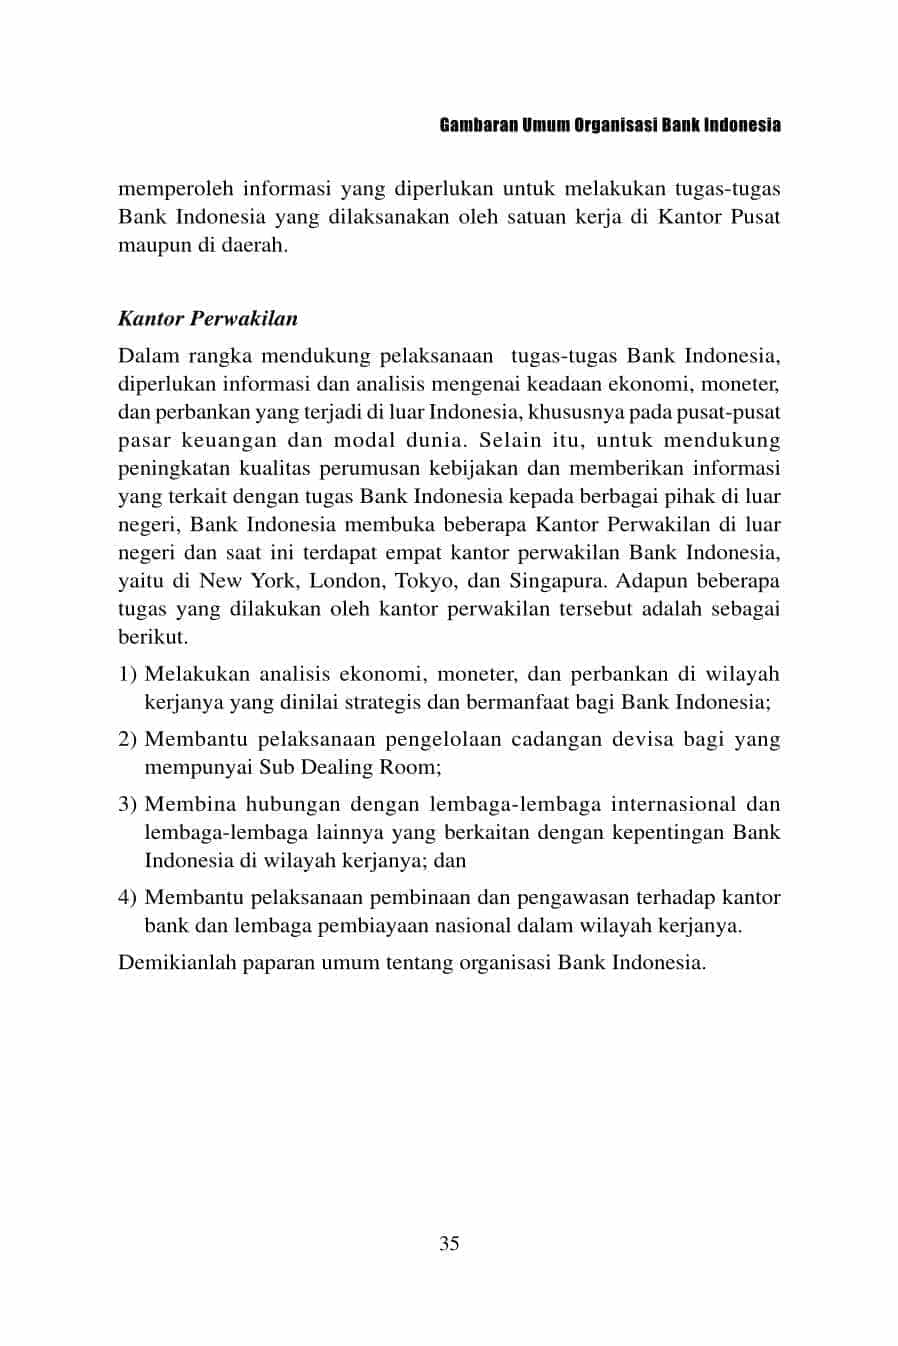 Gambaran Umum Organisasi Bank Indonesia
memperoleh informasi yang diperlukan untuk melakukan tugas-tugas
Bank Indonesia yang dilaksanakan oleh satuan kerja di Kantor Pusat
maupun di daerah.
Kantor Perwakilan
Dalam rangka mendukung pelaksanaan tugas-tugas Bank Indonesia,
diperlukan informasi dan analisis mengenai keadaan ekonomi, moneter,
dan perbankan yang terjadi di luar Indonesia, khususnya pada pusat-pusat
pasar keuangan dan modal dunia. Selain itu, untuk mendukung
peningkatan kualitas perumusan kebijakan dan memberikan informasi
yang terkait dengan tugas Bank Indonesia kepada berbagai pihak di luar
negeri, Bank Indonesia membuka beberapa Kantor Perwakilan di luar
negeri dan saat ini terdapat empat kantor perwakilan Bank Indonesia,
yaitu di New York, London, Tokyo, dan Singapura. Adapun beberapa
tugas yang dilakukan oleh kantor perwakilan tersebut adalah sebagai
berikut.
1) Melakukan analisis ekonomi, moneter, dan perbankan di wilayah
kerjanya yang dinilai strategis dan bermanfaat bagi Bank Indonesia;
2) Membantu pelaksanaan pengelolaan cadangan devisa bagi yang
mempunyai Sub Dealing Room;
3) Membina hubungan dengan lembaga-lembaga internasional dan
lembaga-lembaga lainnya yang berkaitan dengan kepentingan Bank
Indonesia di wilayah kerjanya; dan
4) Membantu pelaksanaan pembinaan dan pengawasan terhadap kantor
bank dan lembaga pembiayaan nasional dalam wilayah kerjanya.
Demikianlah paparan umum tentang organisasi Bank Indonesia.
35